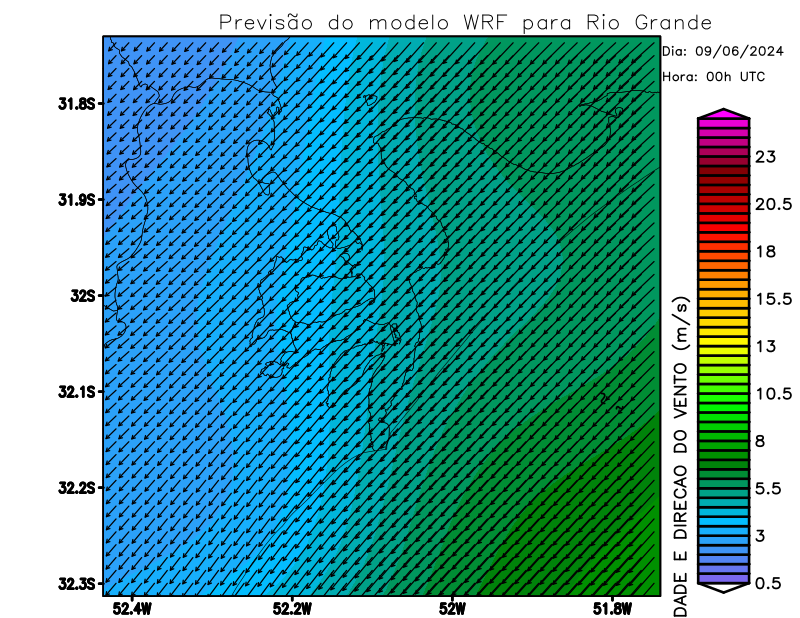 Previsão do modelo WRF para Rio Grande
Dia: 09/06/2024
Hora: 00h UTC
31.8S
31.9S
32S
32.1S
32.2S
32.3S
52.4W
52.2W
52W
51.8W
23
20.5
18
15.5
13
10.5
8
5.5
3
0.5
DADE E DIRECAO DO VENTO (m/s)